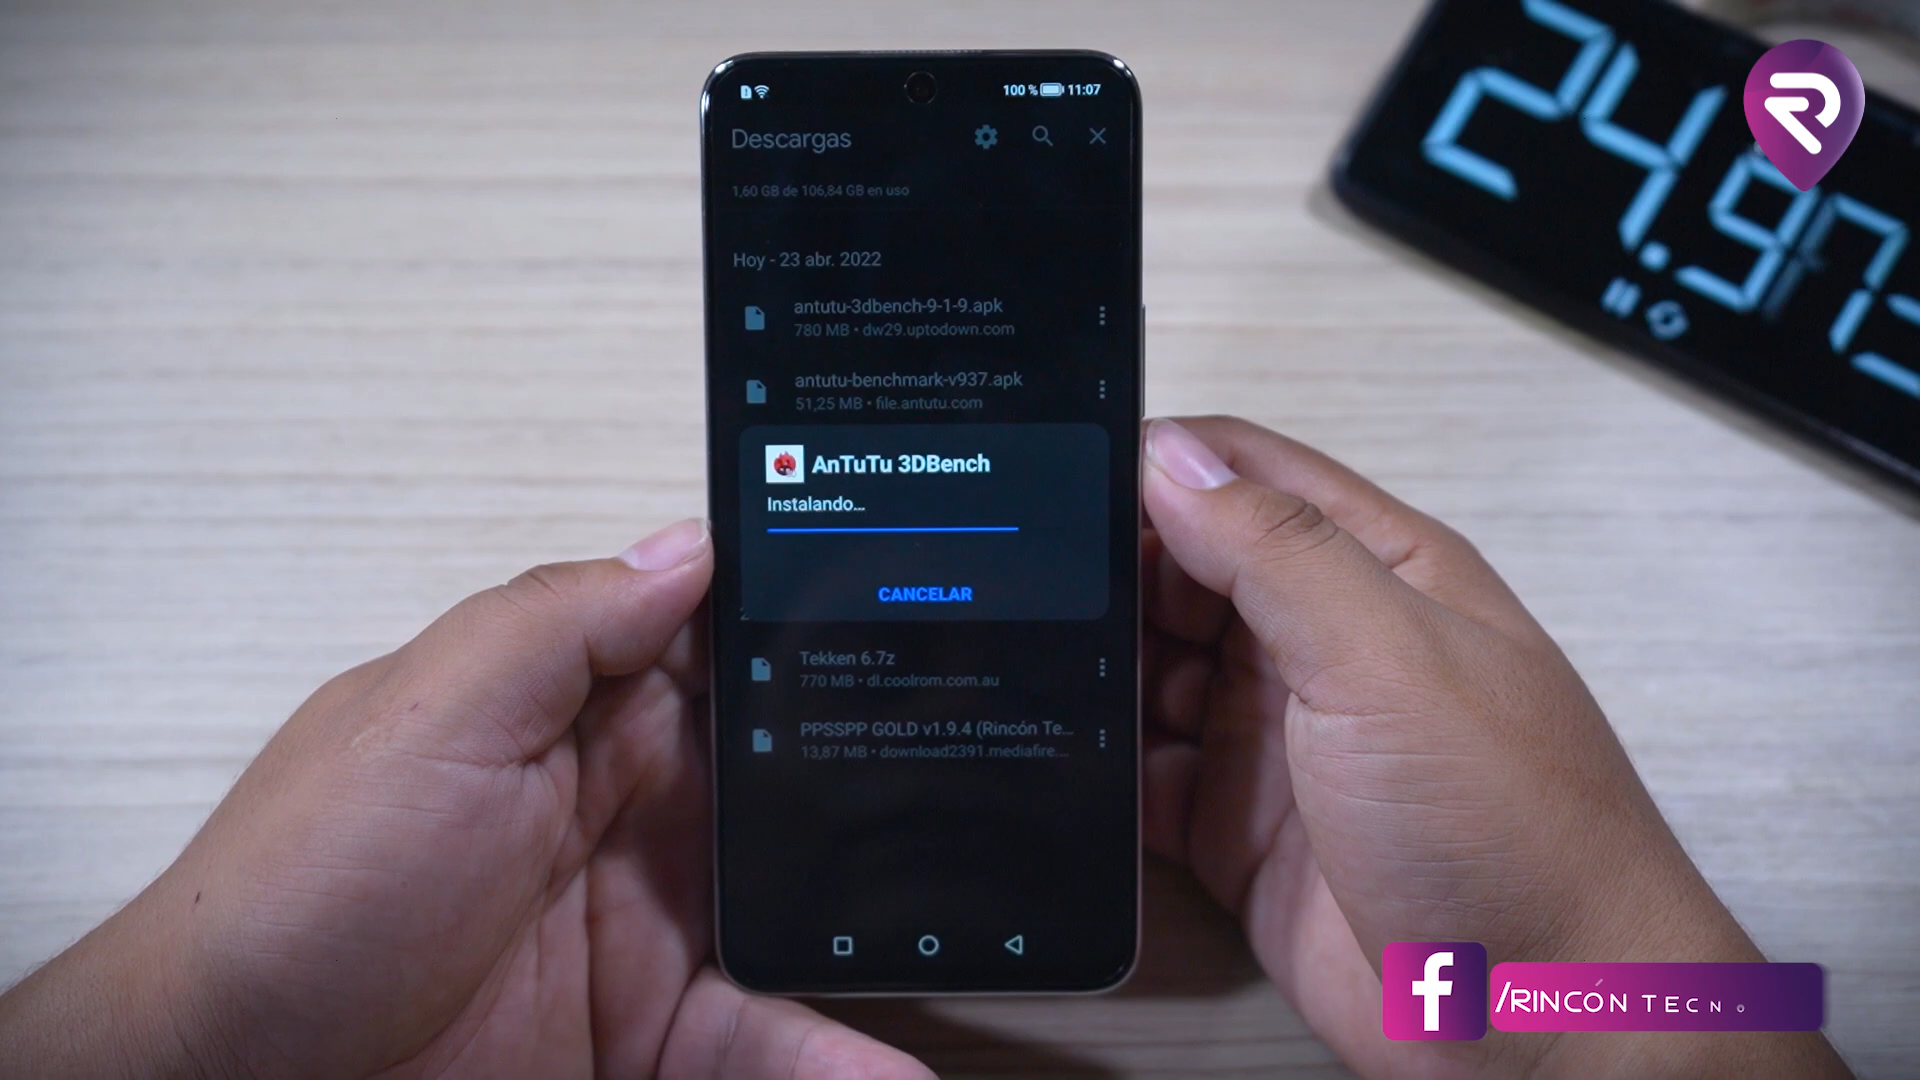 100 % 11:07
Descargas
1,60 GB de 106,84 GB en uso
Hoy - 23 abr. 2022
antutu-3dbench-9-1-9.apk
780 MB • dw29.uptodown.com
antutu-benchmark-v937.apk
51,25 MB • file.antutu.com
AnTuTu 3DBench
Instalando...
CANCELAR
Tekken 6.7z
770 MB • dl.coolrom.com.au
PPSSPP GOLD v1.9.4 (Rincón Te...
13,87 MB • download2391.mediafire....
/RINCÓN TECNO